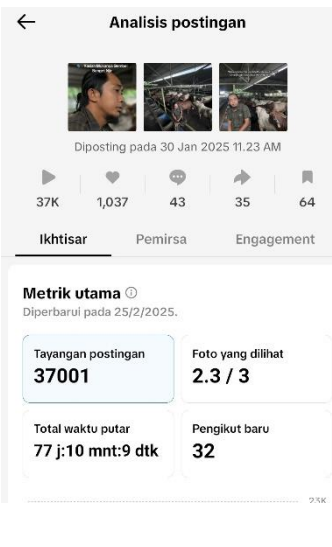 Analisis postingan
Diposting pada 30 Jan 2025 11.23 AM
37K 1,037 43 35 64
Ikhtisar Pemirsa Engagement
Metrik utama
Diperbarui pada 25/2/2025.
Tayangan postingan Foto yang dilihat
37001 2.3 / 3
Total waktu putar Pengikut baru
77 j:10 mnt:9 dtk 32
23K